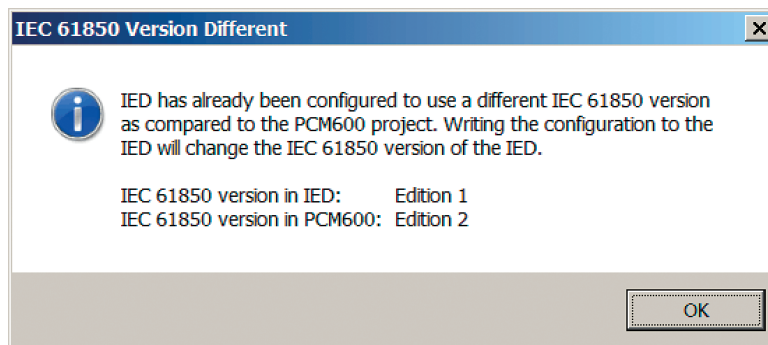 IEC 61850 Version Different
IED has already been configured to use a different IEC 61850 version
as compared to the PCM600 project. Writing the configuration to the
IED will change the IEC 61850 version of the IED.
IEC 61850 version in IED: Edition 1
IEC 61850 version in PCM600: Edition 2
OK